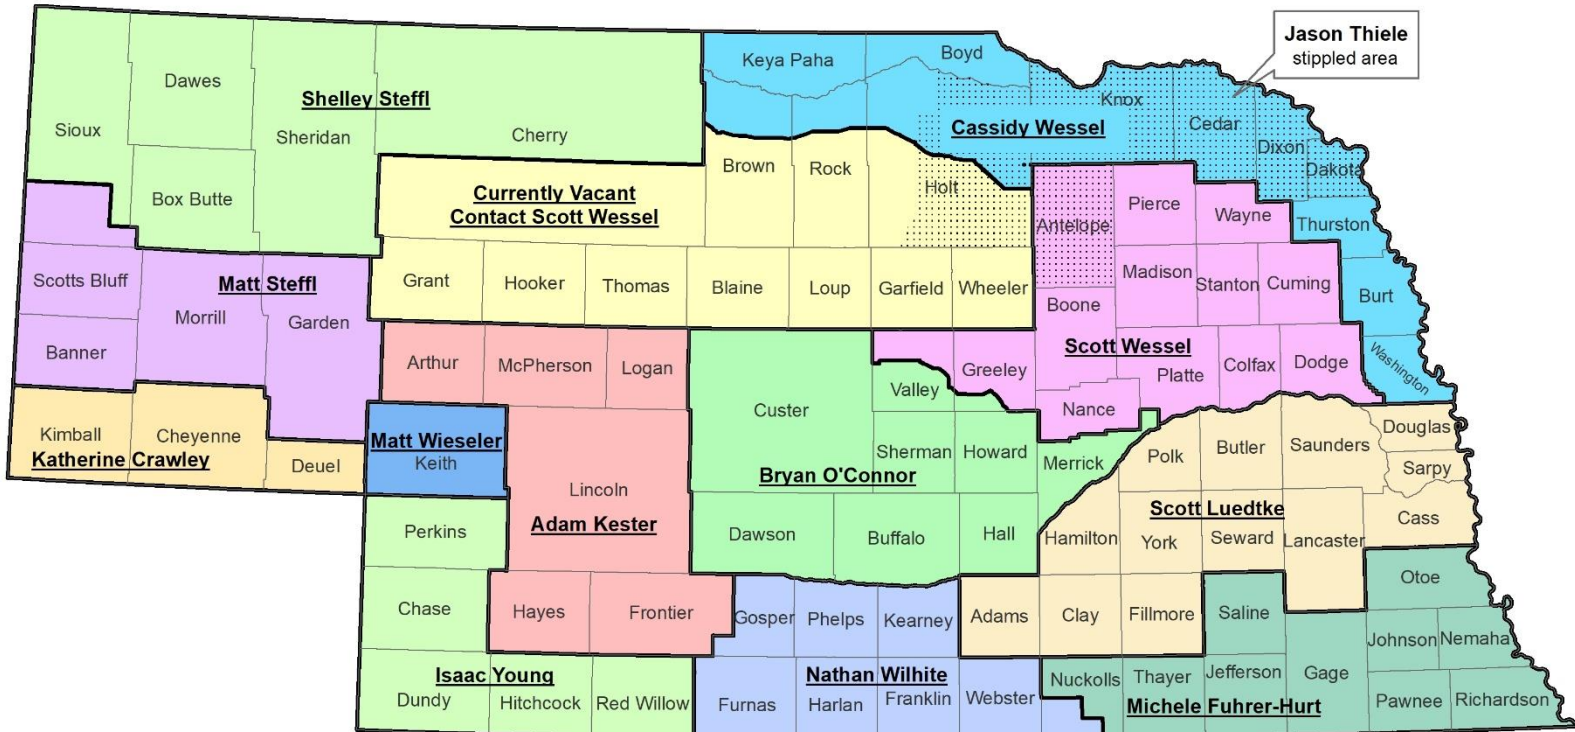 Jason Thiele
stippled area
Keya Paha
Boyd
Dawes
Shelley Steffl
Knox
Sioux
Sheridan
Cherry
Cassidy Wessel
Cedar
Dixon
Dakota
Brown
Rock
Holt
Currently Vacant
Contact Scott Wessel
Box Butte
Antelope
Pierce
Wayne
Thurston
Scotts Bluff
Matt Steffl
Grant
Hooker
Thomas
Blaine
Loup
Garfield
Wheeler
Madison
Stanton
Cuming
Burt
Morrill
Garden
Boone
Banner
Arthur
McPherson
Logan
Greeley
Scott Wessel
Platte
Colfax
Dodge
Washington
Valley
Custer
Nance
Kimball
Cheyenne
Katherine Crawley
Deuel
Matt Wieseler
Keith
Sherman
Howard
Merrick
Polk
Butler
Saunders
Douglas
Sarpy
Bryan O'Connor
Lincoln
Adam Kester
Scott Luedtke
Cass
Perkins
Dawson
Buffalo
Hall
Hamilton
York
Seward
Lancaster
Otoe
Chase
Hayes
Frontier
Gosper
Phelps
Kearney
Adams
Clay
Fillmore
Saline
Johnson
Nemaha
Isaac Young
Nathan Wilhite
Nuckolls
Thayer
Jefferson
Gage
Dundy
Hitchcock
Red Willow
Furnas
Harlan
Franklin
Webster
Michele Fuhrer-Hurt
Pawnee
Richardson